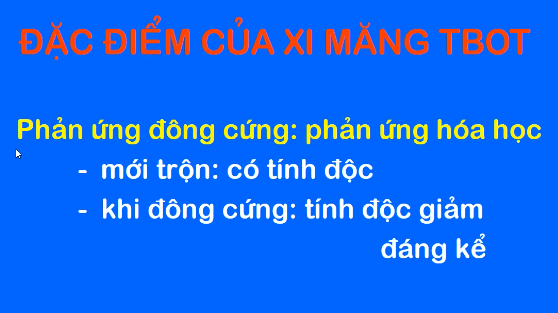 ĐẶC ĐIỂM CỦA XI MĂNG TBOT
Phản ứng đông cứng: phản ứng hóa học
- mới trộn: có tính độc
- khi đông cứng: tính độc giảm
đáng kể